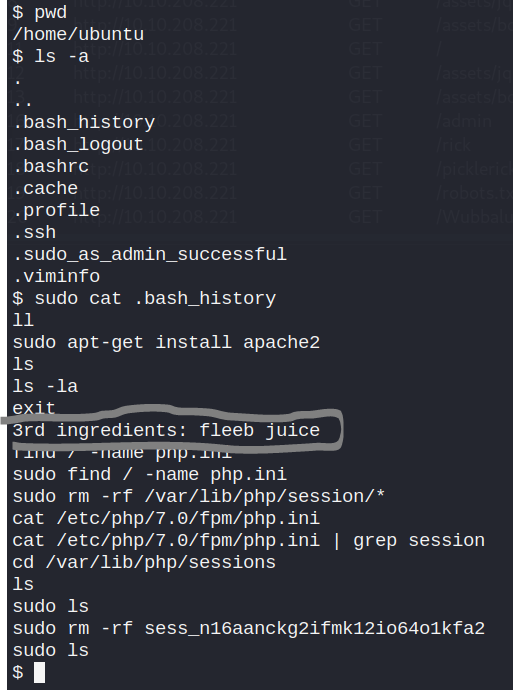 $ pwd
/home/ubuntu
$ ls -a
.
..
.bash_history
.bash_logout
.bashrc
.cache
.profile
.ssh
.sudo_as_admin_successful
.viminfo
$ sudo cat .bash_history
ll
sudo apt-get install apache2
ls
ls -la
exit
3rd ingredients: fleeb juice
find / -name php.ini
sudo find / -name php.ini
sudo rm -rf /var/lib/php/session/*
cat /etc/php/7.0/fpm/php.ini
cat /etc/php/7.0/fpm/php.ini | grep session
cd /var/lib/php/sessions
ls
sudo ls
sudo rm -rf sess_n16aanckg2ifmk12io64o1kfa2
sudo ls
$